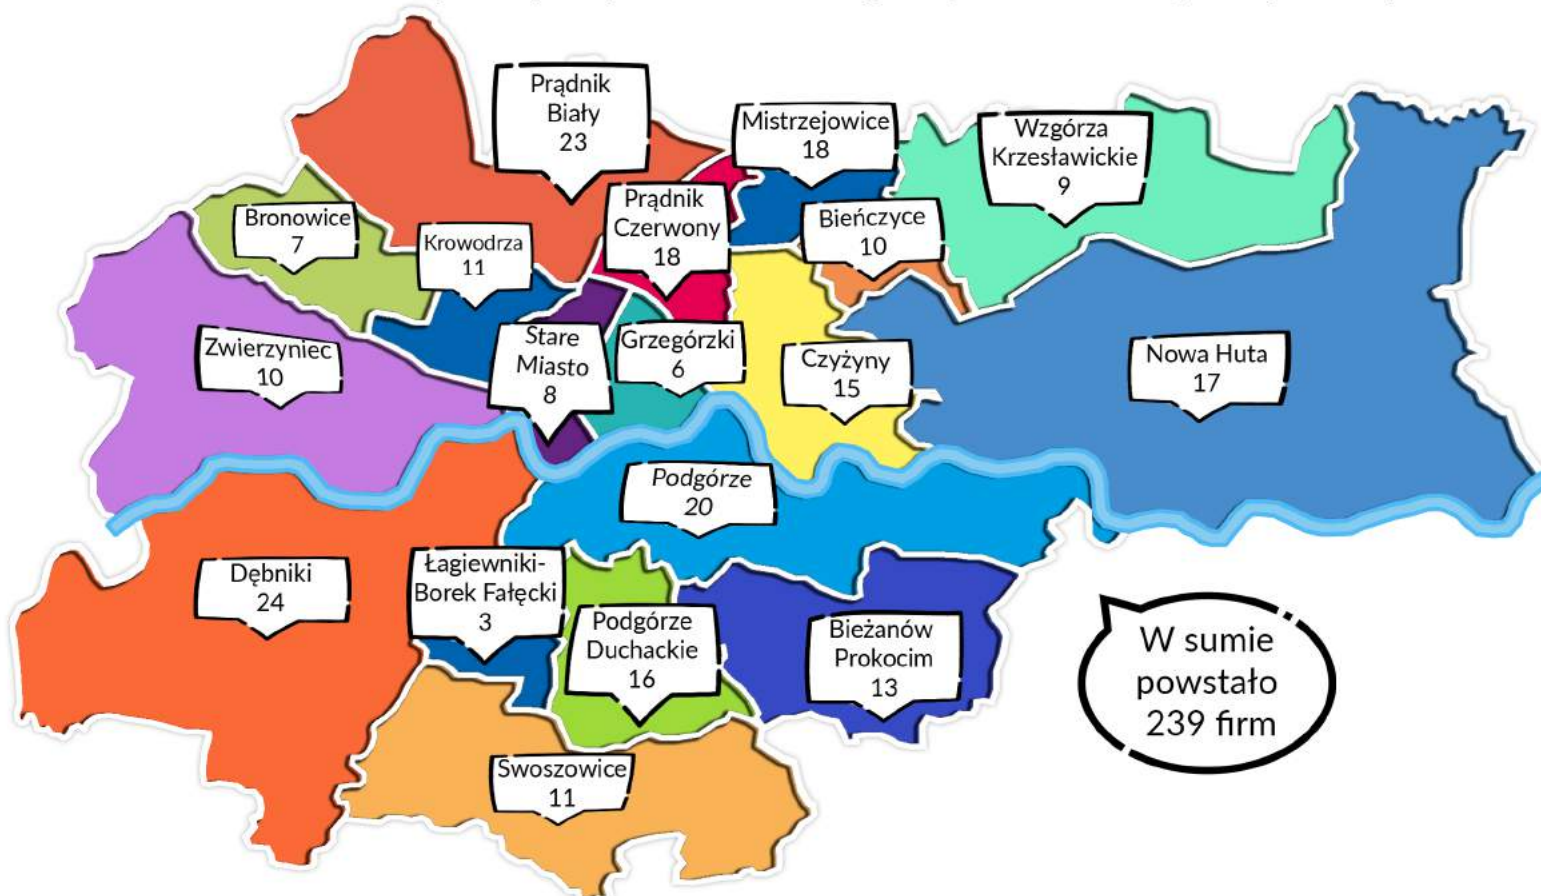 Prądnik
Biały
23
Mistrzejowice
18
Wzgórza
Krzesławickie
9
Prądnik
Czerwony
18
Bieńczyce
10
Bronowice
7
Krowodrza
11
Zwierzyniec
10
Stare
Miasto
8
Grzegórzki
6
Czyżyny
15
Nowa Huta
17
Podgórze
20
Dębniki
24
Łagiewniki-
Borek Fałęcki
3
Podgórze
Duchackie
16
Bieżanów
Prokocim
13
Swoszowice
11
W sumie
powstało
239 firm